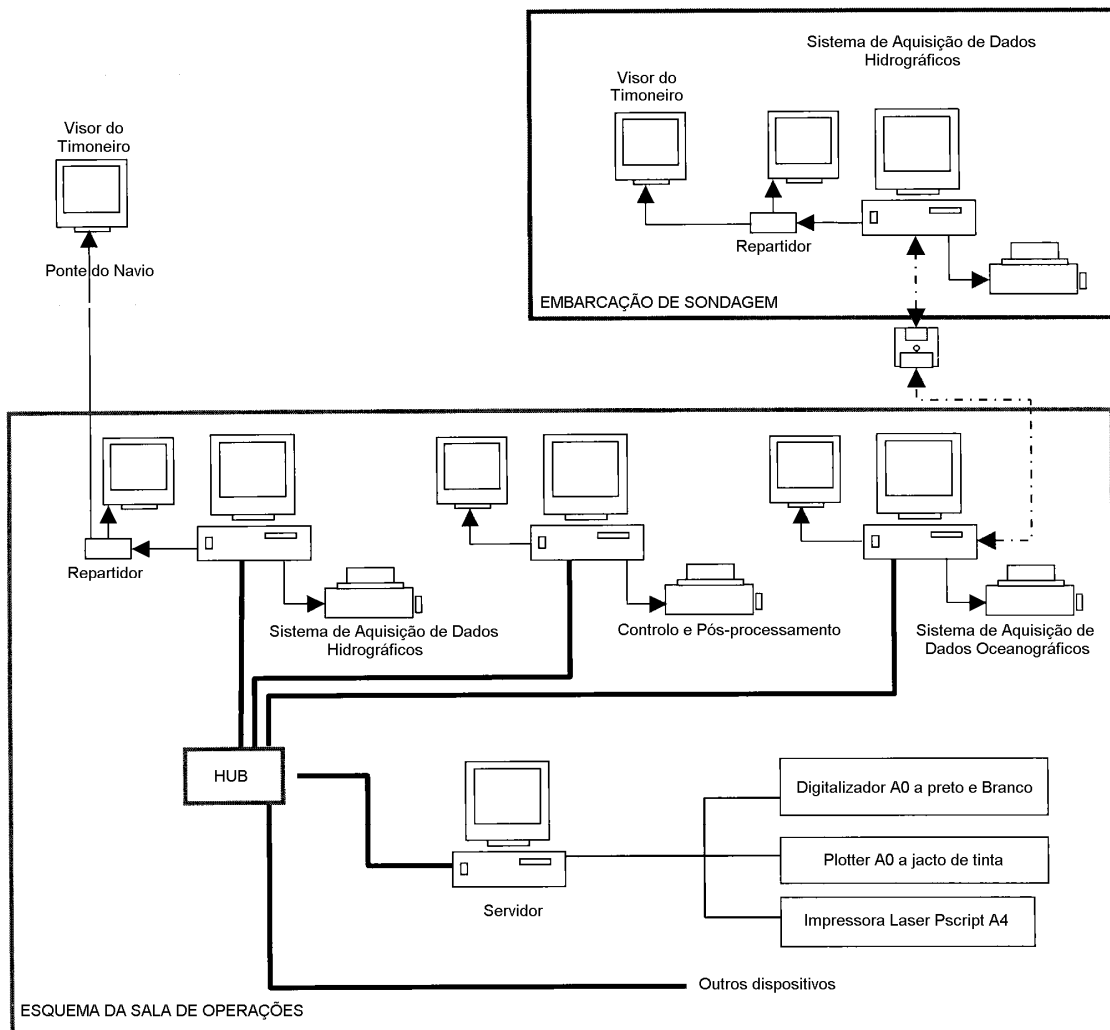 Sistema de Aquisição de Dados
Hidrográficos
Visor do
Timoneiro
Repartidor
EMBARCAÇÃO DE SONDAGEM
Visor do
Timoneiro
Ponte do Navio
Repartidor
Sistema de Aquisição de Dados
Hidrográficos
Controlo e Pós-processamento
Sistema de Aquisição de
Dados Oceanográficos
HUB
Servidor
Digitalizador A0 a preto e Branco
Plotter A0 a jacto de tinta
Impressora Laser Pscript A4
Outros dispositivos
ESQUEMA DA SALA DE OPERAÇÕES